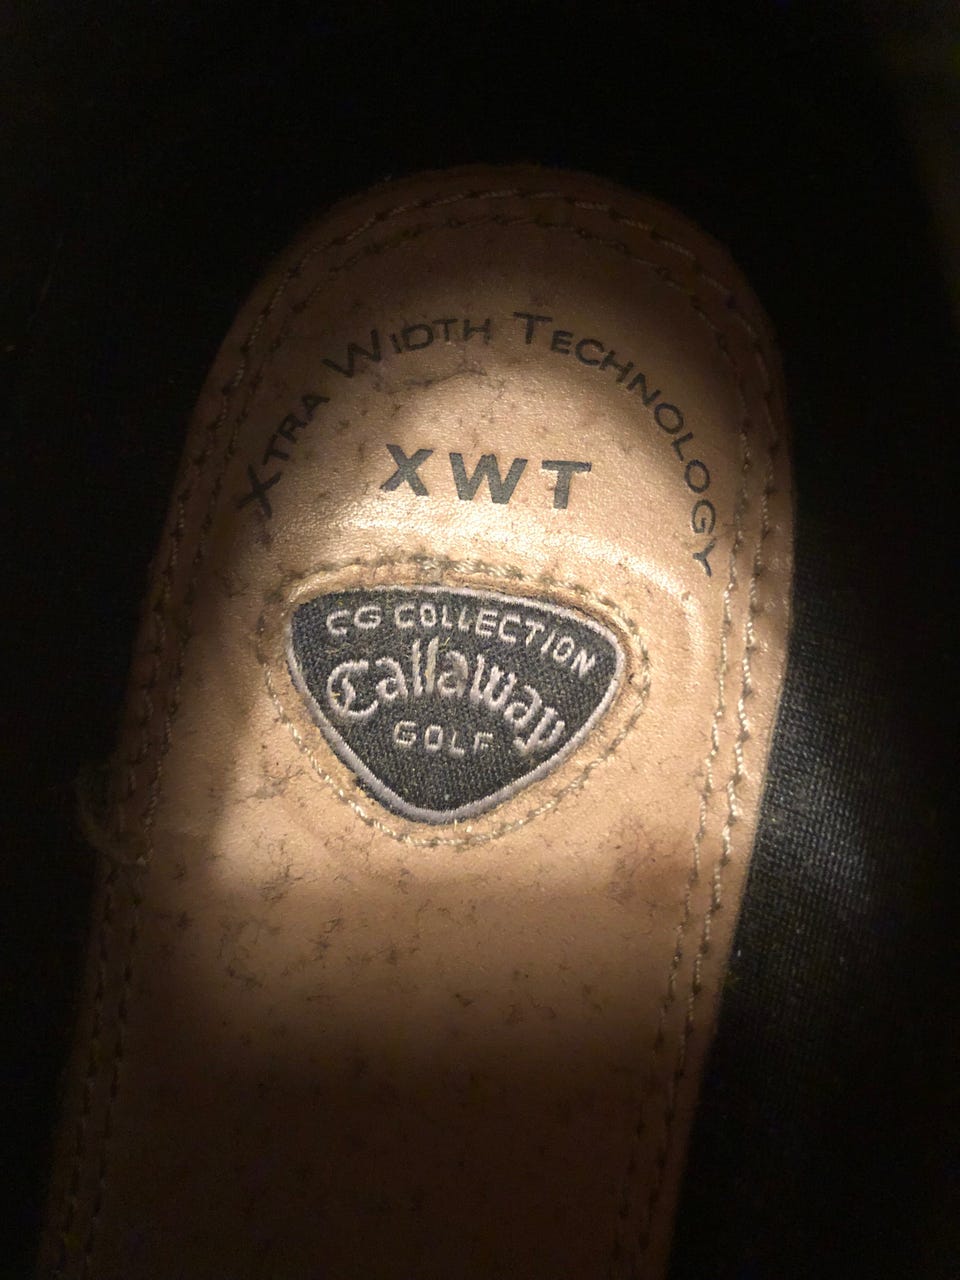 Xtra Width Technology
XWT
CG COLLECTION
Callaway
GOLF